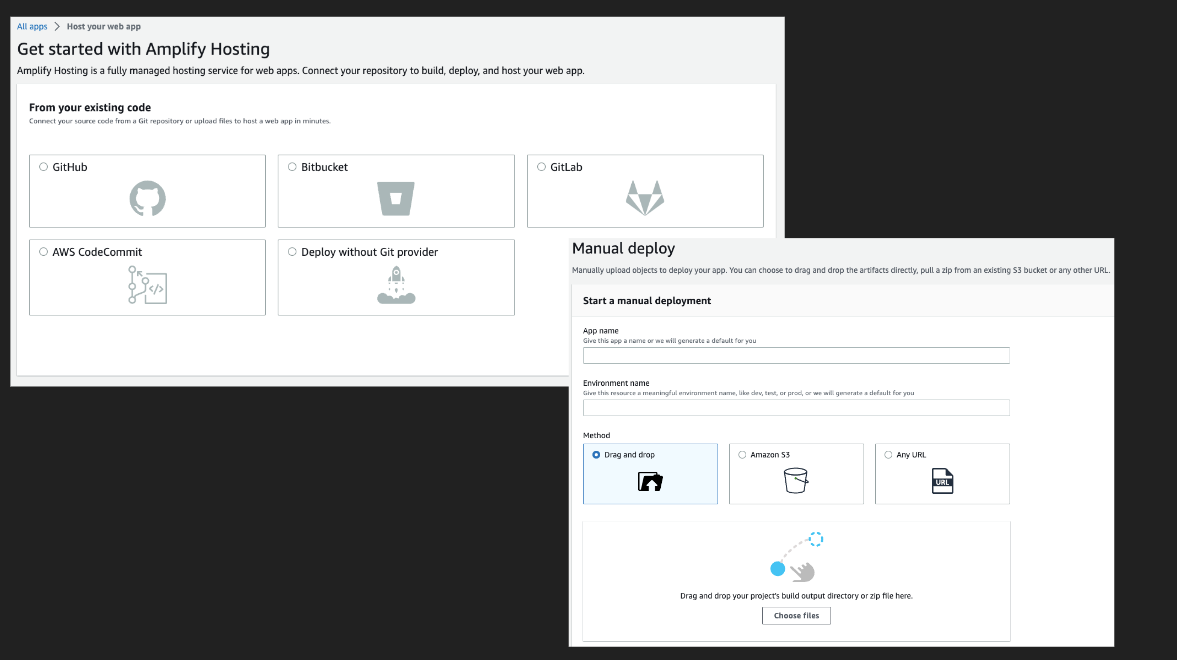 All apps > Host your web app
Get started with Amplify Hosting
Amplify Hosting is a fully managed hosting service for web apps. Connect your repository to build, deploy, and host your web app.
From your existing code
Connect your source code from a Git repository or upload files to host a web app in minutes.
GitHub
Bitbucket
GitLab
AWS CodeCommit
Deploy without Git provider
Manual deploy
Manually upload objects to deploy your app. You can choose to drag and drop the artifacts directly, pull a zip from an existing S3 bucket or any other URL.
Start a manual deployment
App name
Give this app a name or we will generate a default for you
Environment name
Give this resource a meaningful environment name, like dev, test, or prod, or we will generate a default for you
Method
Drag and drop
Amazon S3
Any URL
URL
Drag and drop your project's build output directory or zip file here.
Choose files